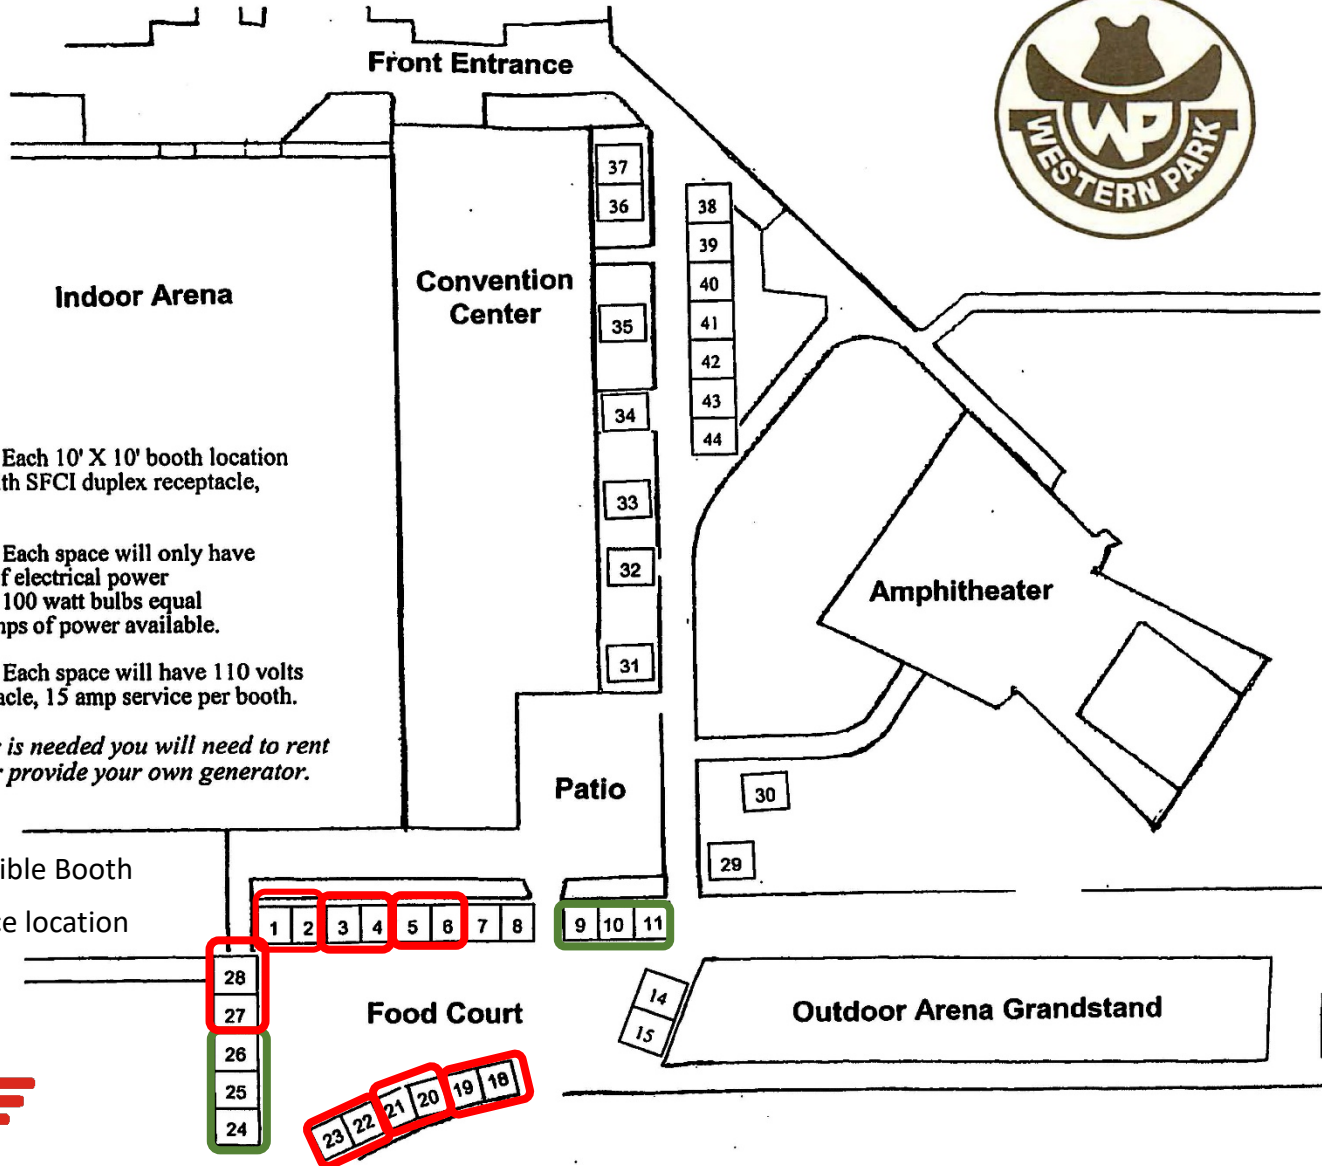 Front Entrance
WP
WESTERN PARK
37
36
38
39
40
41
42
43
44
Indoor Arena
Convention
Center
35
34
33
32
31
Each 10' X 10' booth location
th SFCI duplex receptacle,
Each space will only have
f electrical power
100 watt bulbs equal
nps of power available.
Each space will have 110 volts
acle, 15 amp service per booth.
is needed you will need to rent
r provide your own generator.
Amphitheater
Patio
30
29
ible Booth
ce location
1 2 3 4 5 6 7 8
9 10 11
28
27
26
25
24
Food Court
14
15
Outdoor Arena Grandstand
23 22 21 20 19 18